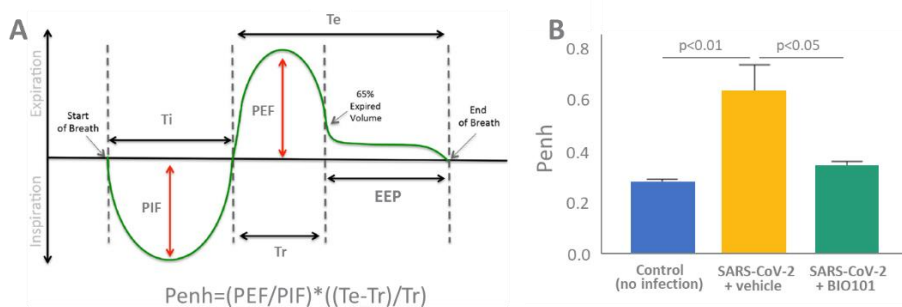 A
Te
Expiration
65%
Expired
Volume
PEF
Start
of Breath
Ti
End
of Breath
Inspiration
PIF
EEP
Tr
Penh=(PEF/PIF)*((Te-Tr)/Tr)
B
0.8
p<0.01
p<0.05
0.6
Penh
0.4
0.2
0.0
Control
(no infection)
SARS-CoV-2
+ vehicle
SARS-CoV-2
+ BIO101